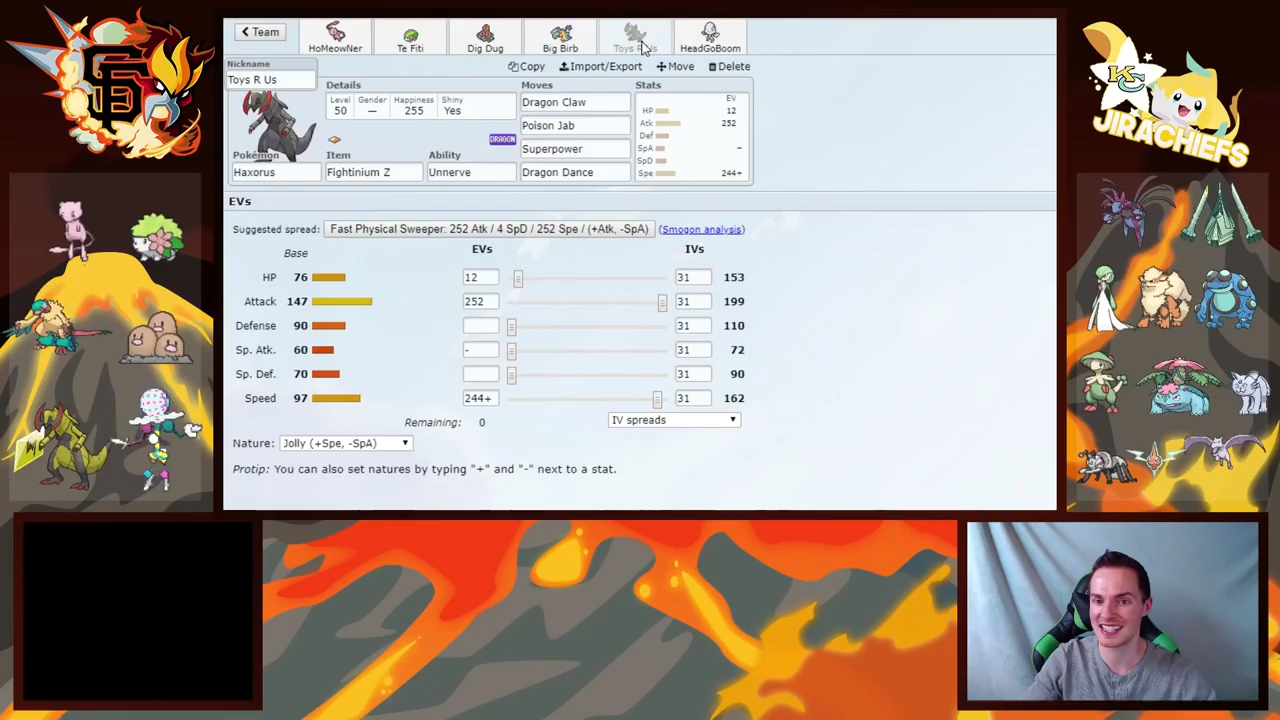 Team
HoMeowNer
Te Fiti
Dig Dug
Big Birb
Toys R Us
HeadGoBoom
Copy
Import/Export
Move
Delete
Nickname
Toys R Us
Details
Level
50
Gender
—
Happiness
255
Shiny
Yes
DRAGON
Pokémon
Haxorus
Item
Fightinium Z
Ability
Unnerve
Moves
Dragon Claw
Poison Jab
Superpower
Dragon Dance
Stats
EV
HP 12
Atk 252
Def
SpA -
SpD
Spe 244+
EVs
Suggested spread: Fast Physical Sweeper: 252 Atk / 4 SpD / 252 Spe / (+Atk, -SpA) (Smogon analysis)
Base EVs IVs
HP 76 12 31 153
Attack 147 252 31 199
Defense 90 31 110
Sp. Atk. 60 - 31 72
Sp. Def. 70 31 90
Speed 97 244+ 31 162
Remaining: 0
IV spreads
Nature: Jolly (+Spe, -SpA)
Protip: You can also set natures by typing "+" and "-" next to a stat.
SF
KC
JIRACHIEFS